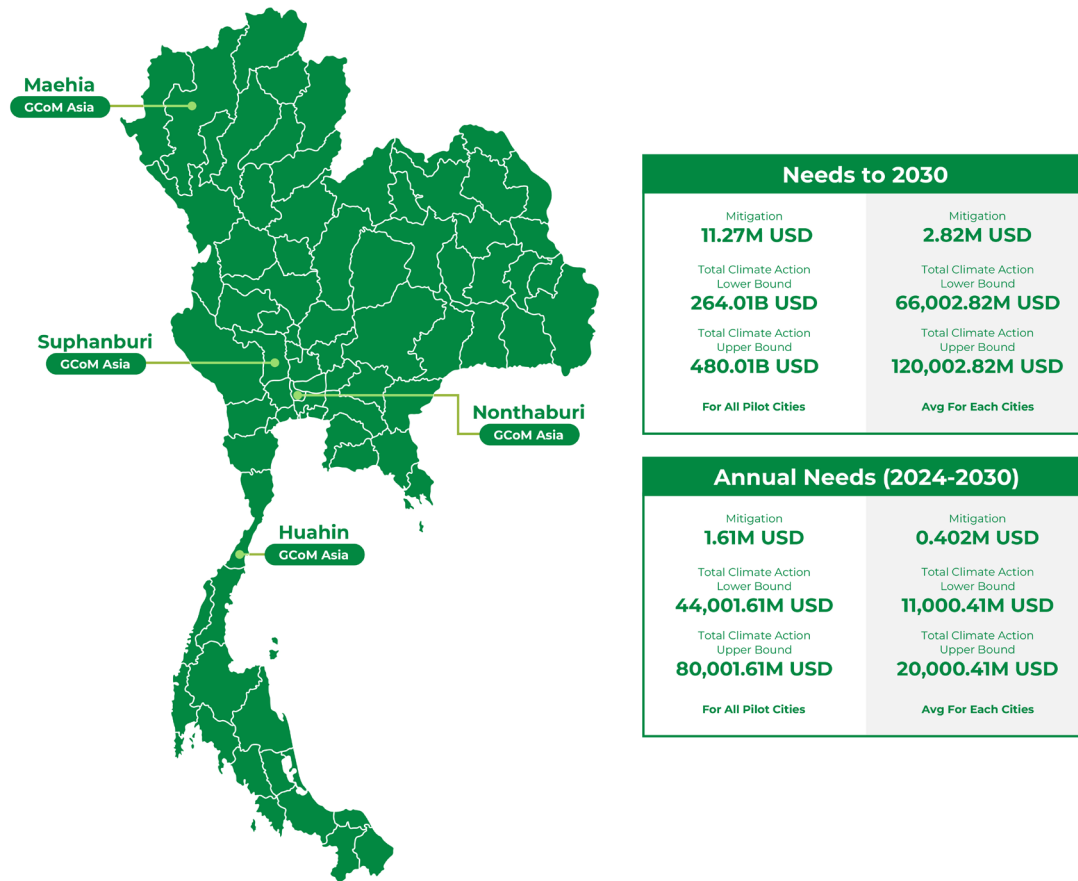 Maehia
GCoM Asia
Suphanburi
GCoM Asia
Nonthaburi
GCoM Asia
Huahin
GCoM Asia
Needs to 2030
Mitigation
11.27M USD
Total Climate Action
Lower Bound
264.01B USD
Total Climate Action
Upper Bound
480.01B USD
For All Pilot Cities
Mitigation
2.82M USD
Total Climate Action
Lower Bound
66,002.82M USD
Total Climate Action
Upper Bound
120,002.82M USD
Avg For Each Cities
Annual Needs (2024-2030)
Mitigation
1.61M USD
Total Climate Action
Lower Bound
44,001.61M USD
Total Climate Action
Upper Bound
80,001.61M USD
For All Pilot Cities
Mitigation
0.402M USD
Total Climate Action
Lower Bound
11,000.41M USD
Total Climate Action
Upper Bound
20,000.41M USD
Avg For Each Cities